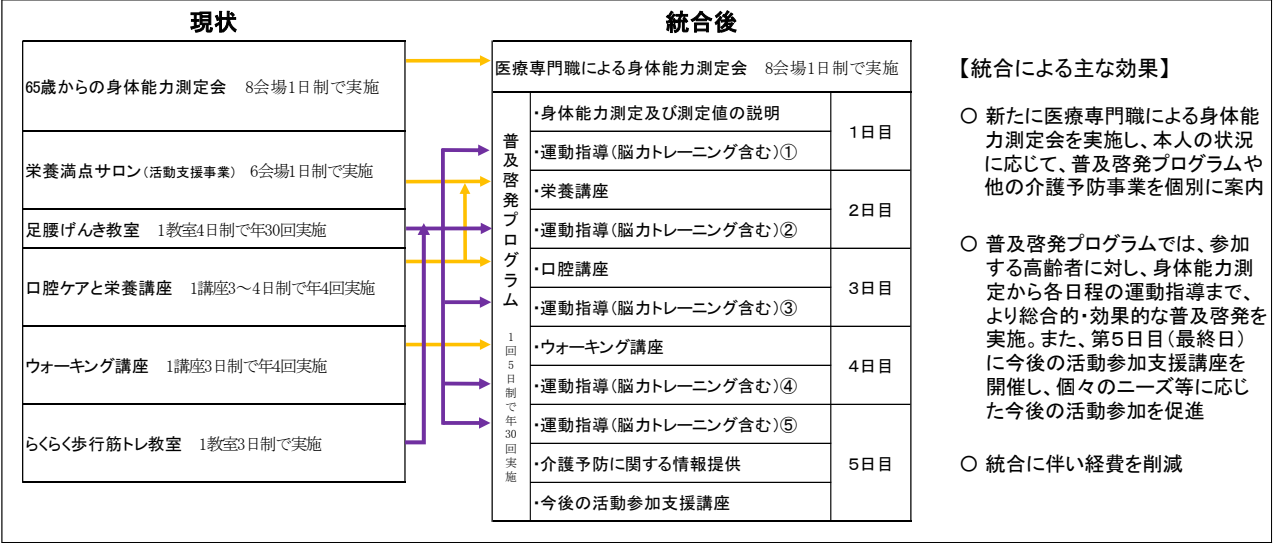 現状
65歳からの身体能力測定会 8会場1日制で実施
栄養満点サロン(活動支援事業) 6会場1日制で実施
足腰げんき教室 1教室4日制で年30回実施
口腔ケアと栄養講座 1講座3～4日制で年4回実施
ウォーキング講座 1講座3日制で年4回実施
らくらく歩行筋トレ教室 1教室3日制で実施
統合後
医療専門職による身体能力測定会 8会場1日制で実施
普及啓発プログラム 1回5日制で年30回実施
・身体能力測定及び測定値の説明
・運動指導(脳力トレーニング含む)①
1日目
・栄養講座
・運動指導(脳力トレーニング含む)②
2日目
・口腔講座
・運動指導(脳力トレーニング含む)③
3日目
・ウォーキング講座
・運動指導(脳力トレーニング含む)④
4日目
・運動指導(脳力トレーニング含む)⑤
・介護予防に関する情報提供
・今後の活動参加支援講座
5日目
【統合による主な効果】
○ 新たに医療専門職による身体能
力測定会を実施し、本人の状況
に応じて、普及啓発プログラムや
他の介護予防事業を個別に案内
○ 普及啓発プログラムでは、参加
する高齢者に対し、身体能力測
定から各日程の運動指導まで、
より総合的・効果的な普及啓発を
実施。また、第5日目(最終日)
に今後の活動参加支援講座を
開催し、個々のニーズ等に応じ
た今後の活動参加を促進
○ 統合に伴い経費を削減